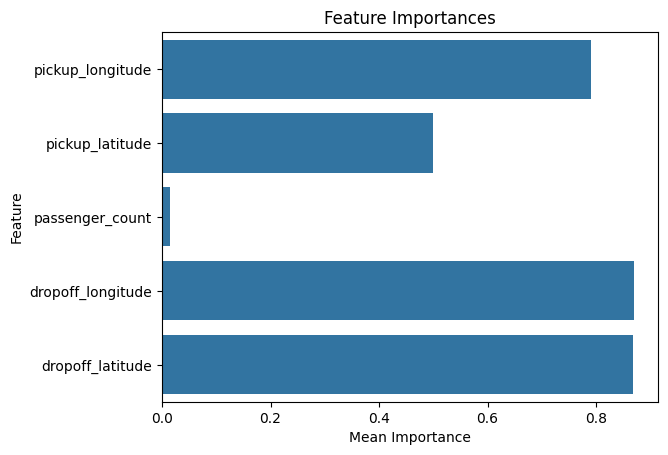 Feature Importances
pickup_longitude
pickup_latitude
passenger_count
dropoff_longitude
dropoff_latitude
Feature
0.0 0.2 0.4 0.6 0.8
Mean Importance